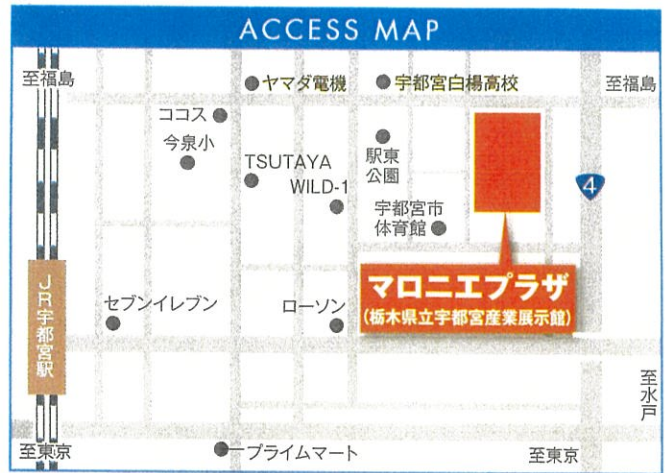 ACCESS MAP
至福島
ヤマダ電機
宇都宮白楊高校
至福島
ココス
今泉小
駅東
公園
TSUTAYA
WILD-1
4
宇都宮市
体育館
マロニエプラザ
(栃木県立宇都宮産業展示館)
JR宇都宮駅
セブンイレブン
ローソン
至水戸
至東京
プライムマート
至東京